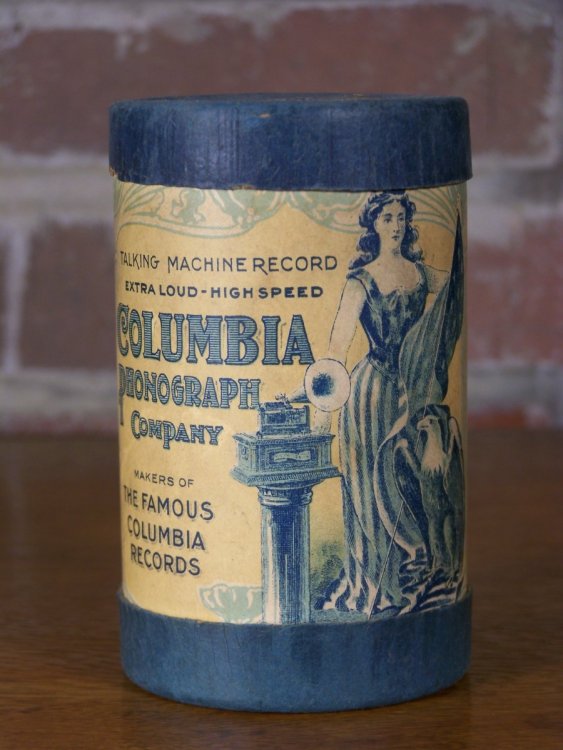 TALKING MACHINE RECORD
EXTRA LOUD-HIGH SPEED
COLUMBIA
PHONOGRAPH
COMPANY
MAKERS OF
THE FAMOUS
COLUMBIA
RECORDS